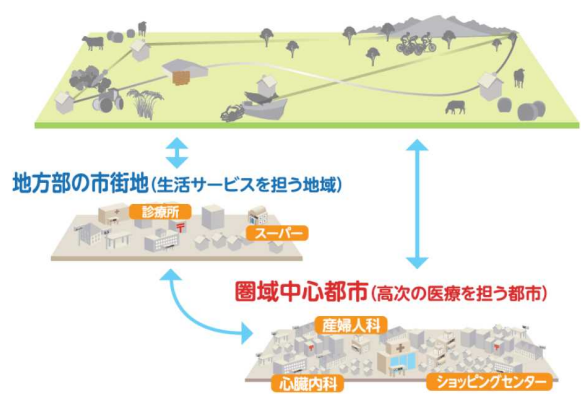 地方部の市街地(生活サービスを担う地域)
診療所
スーパー
圏域中心都市(高次の医療を担う都市)
産婦人科
心臓内科
ショッピングセンター